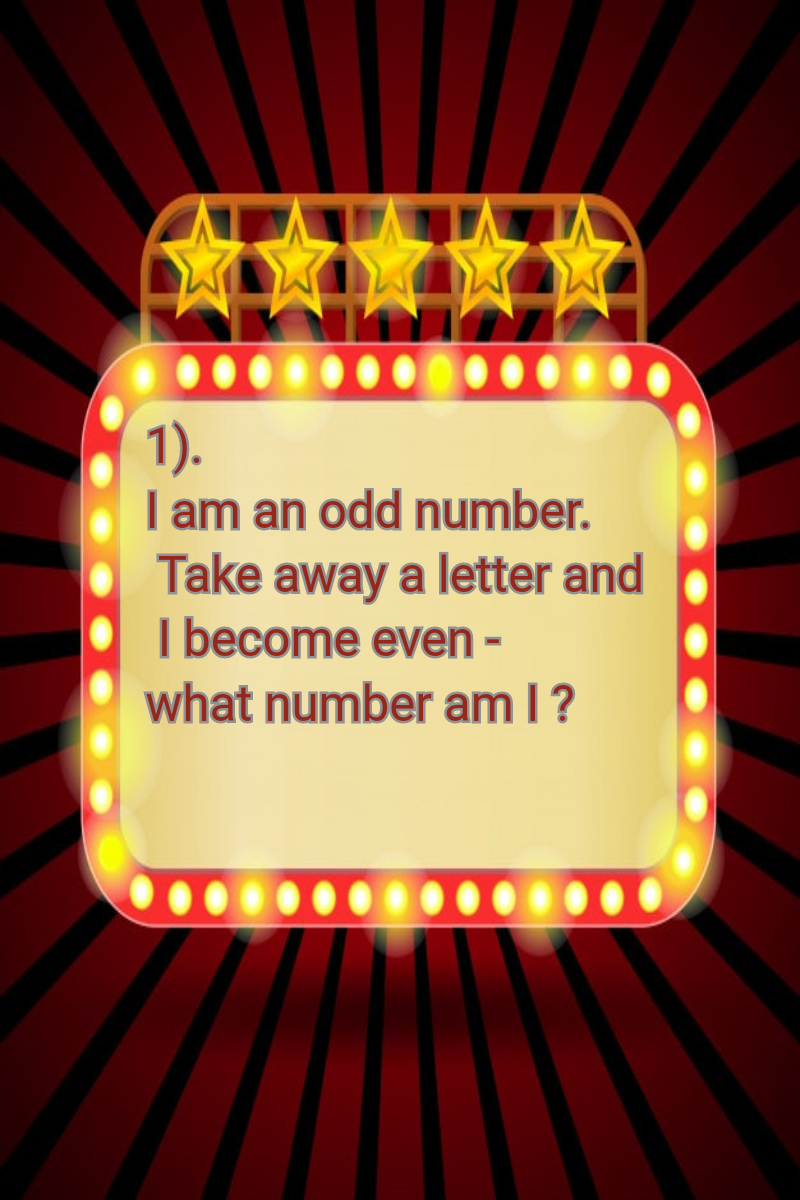 1).
I am an odd number.
Take away a letter and
I become even -
what number am I ?